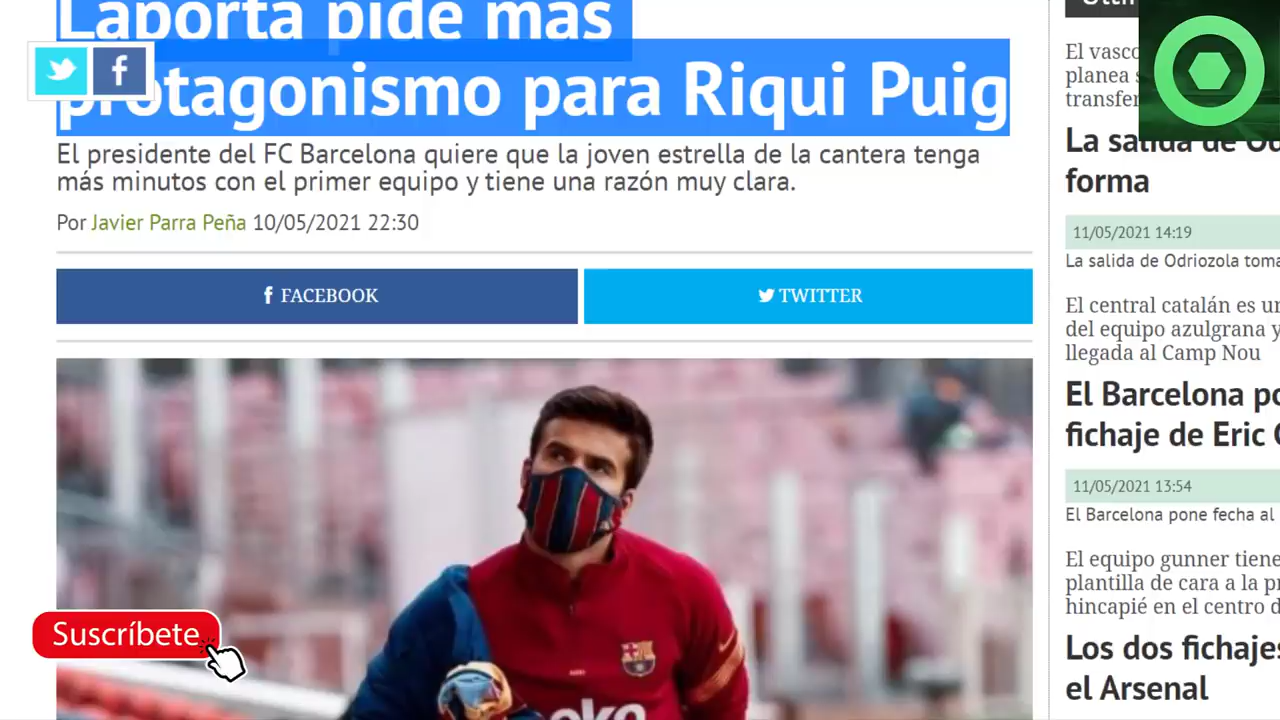 Laporta pide más
protagonismo para Riqui Puig
El presidente del FC Barcelona quiere que la joven estrella de la cantera tenga
más minutos con el primer equipo y tiene una razón muy clara.
Por Javier Parra Peña 10/05/2021 22:30
FACEBOOK
TWITTER
Suscríbete
El vasco
planea
La salida de
forma
11/05/2021 14:19
La salida de Odriozola
El central catalán es
del equipo azulgrana y
llegada al Camp Nou
El Barcelona
fichaje de Eric
11/05/2021 13:54
El Barcelona pone fecha al
El equipo gunner tiene
plantilla de cara a la
hincapié en el centro
Los dos fichajes
el Arsenal